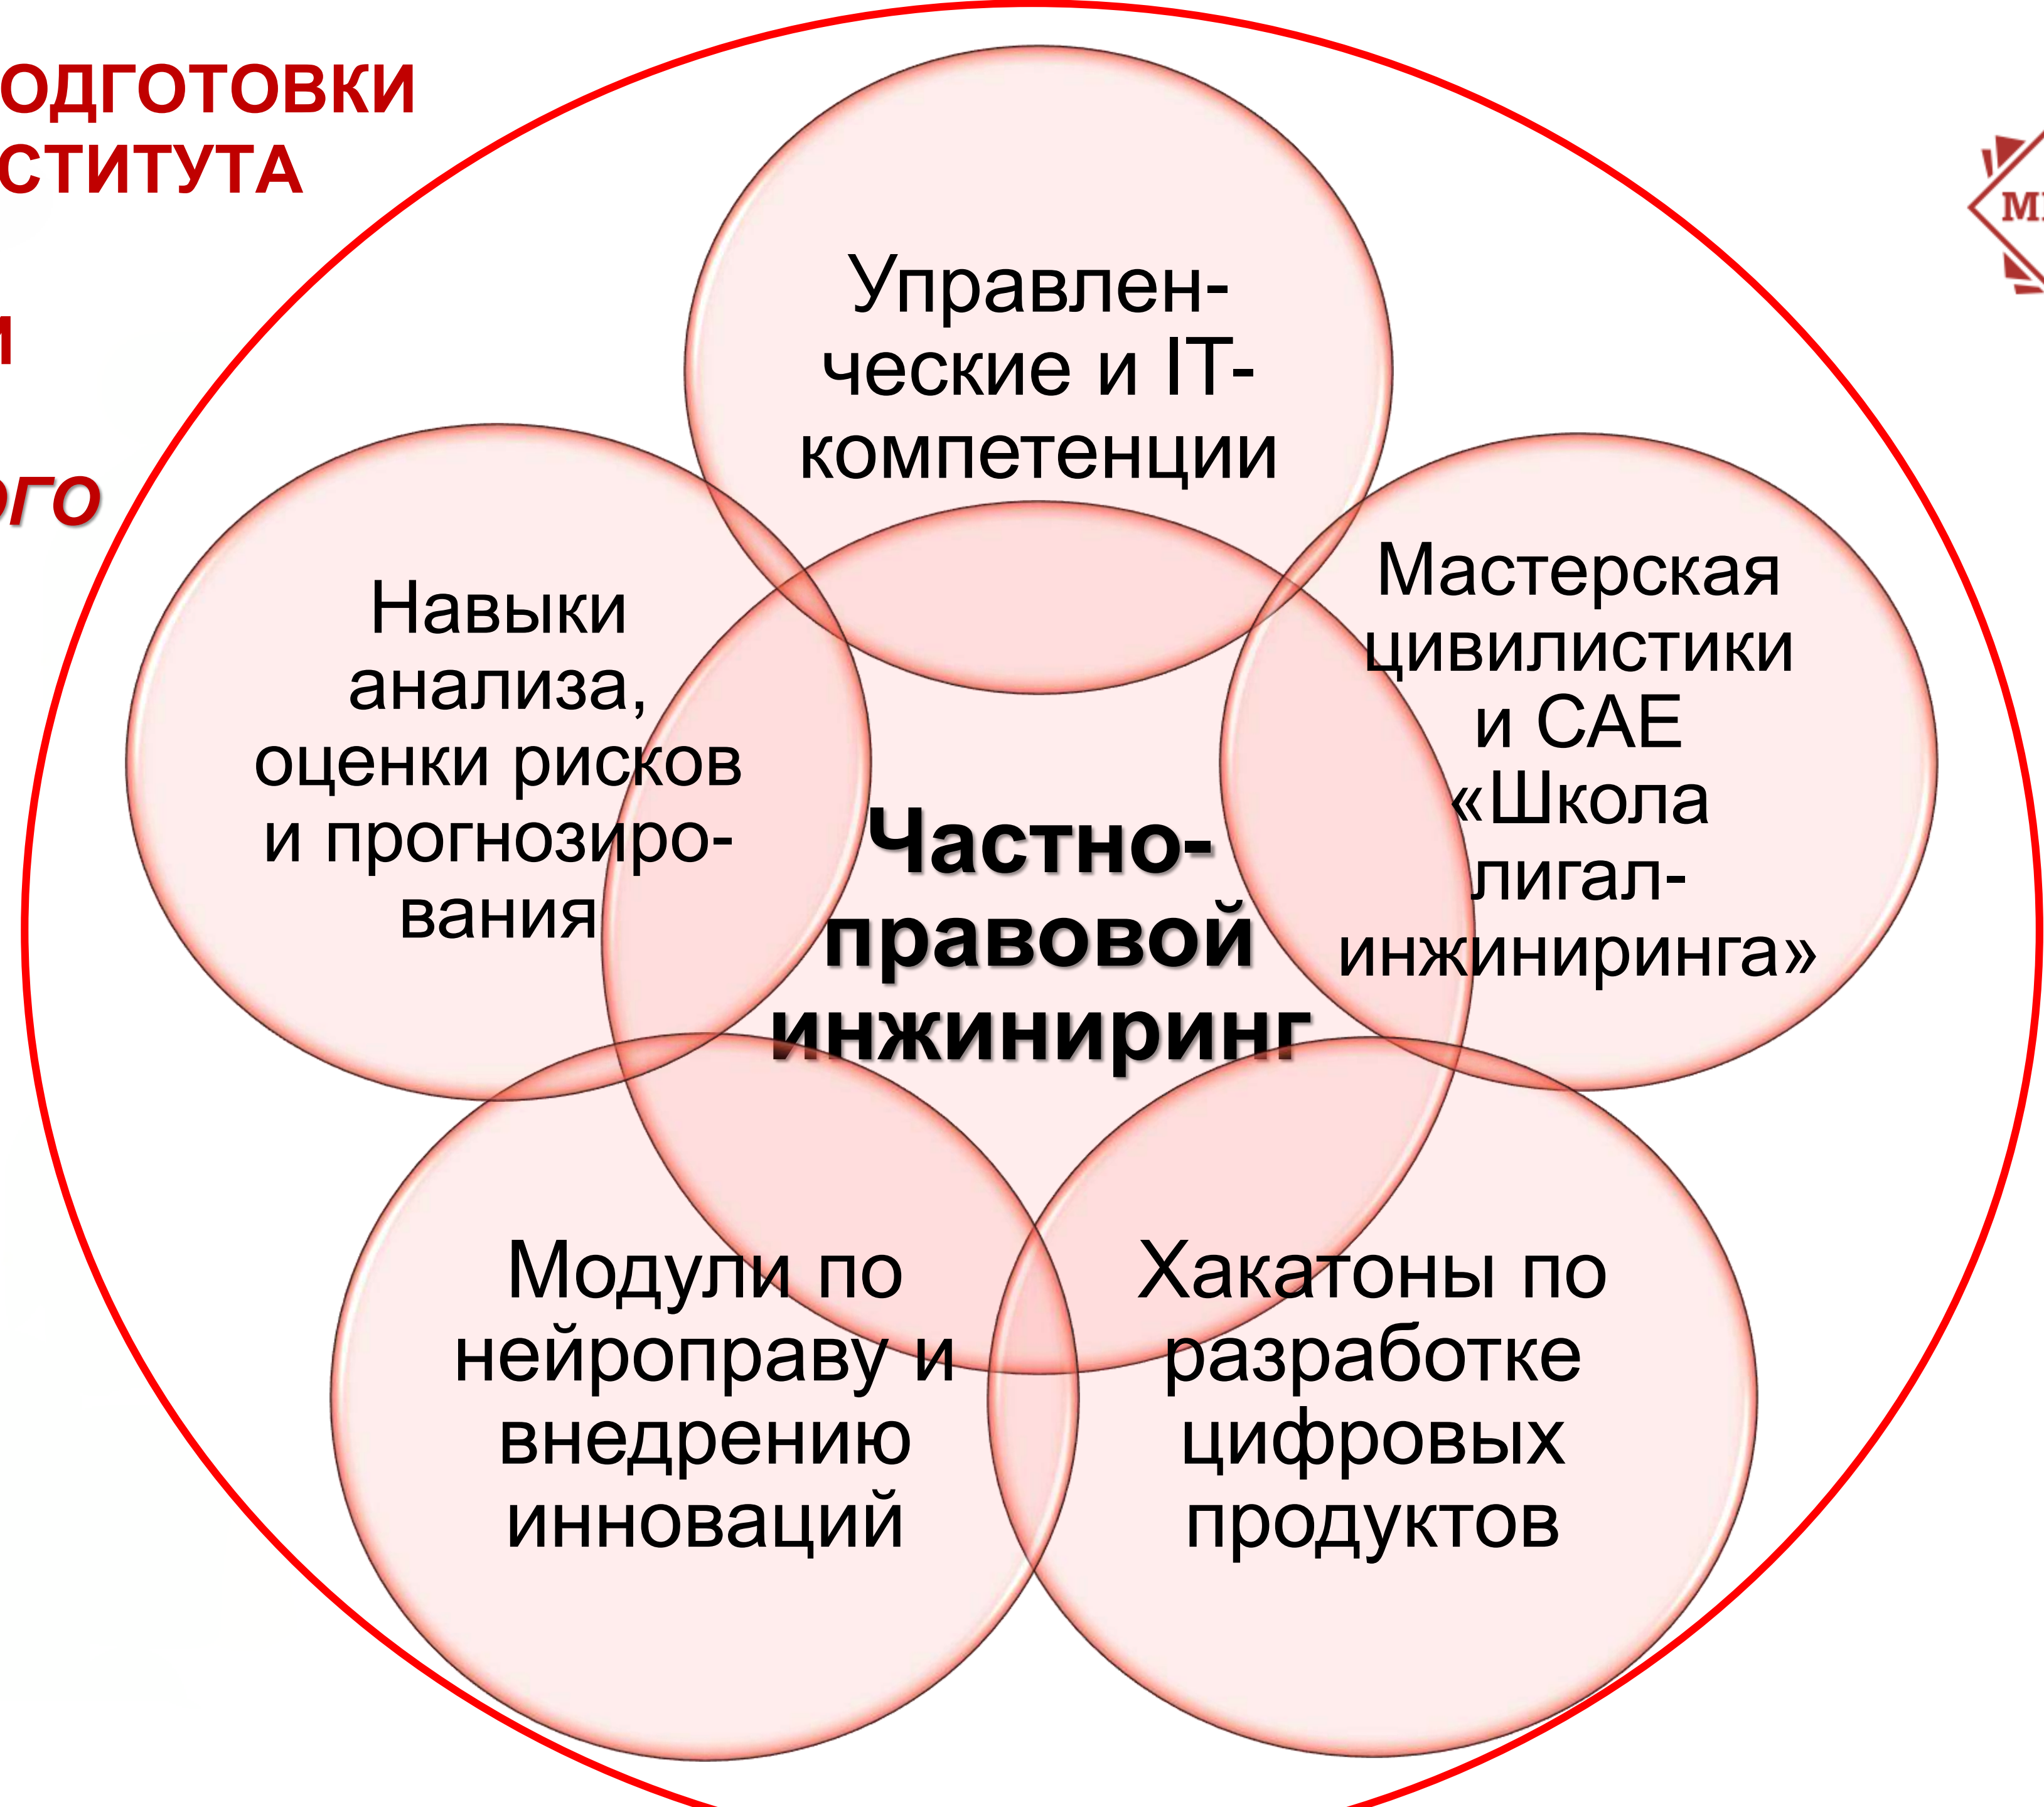 ОДГОТОВКИ
СТИТУТА
ОГО
Управлен-
ческие и IT-
компетенции
Мастерская
цивилистики
и САЕ
«Школа
лигал-
инжиниринга»
Навыки
анализа,
оценки рисков
и прогнозиро-
вания
Частно-
правовой
инжиниринг
Модули по
нейроправу и
внедрению
инноваций
Хакатоны по
разработке
цифровых
продуктов